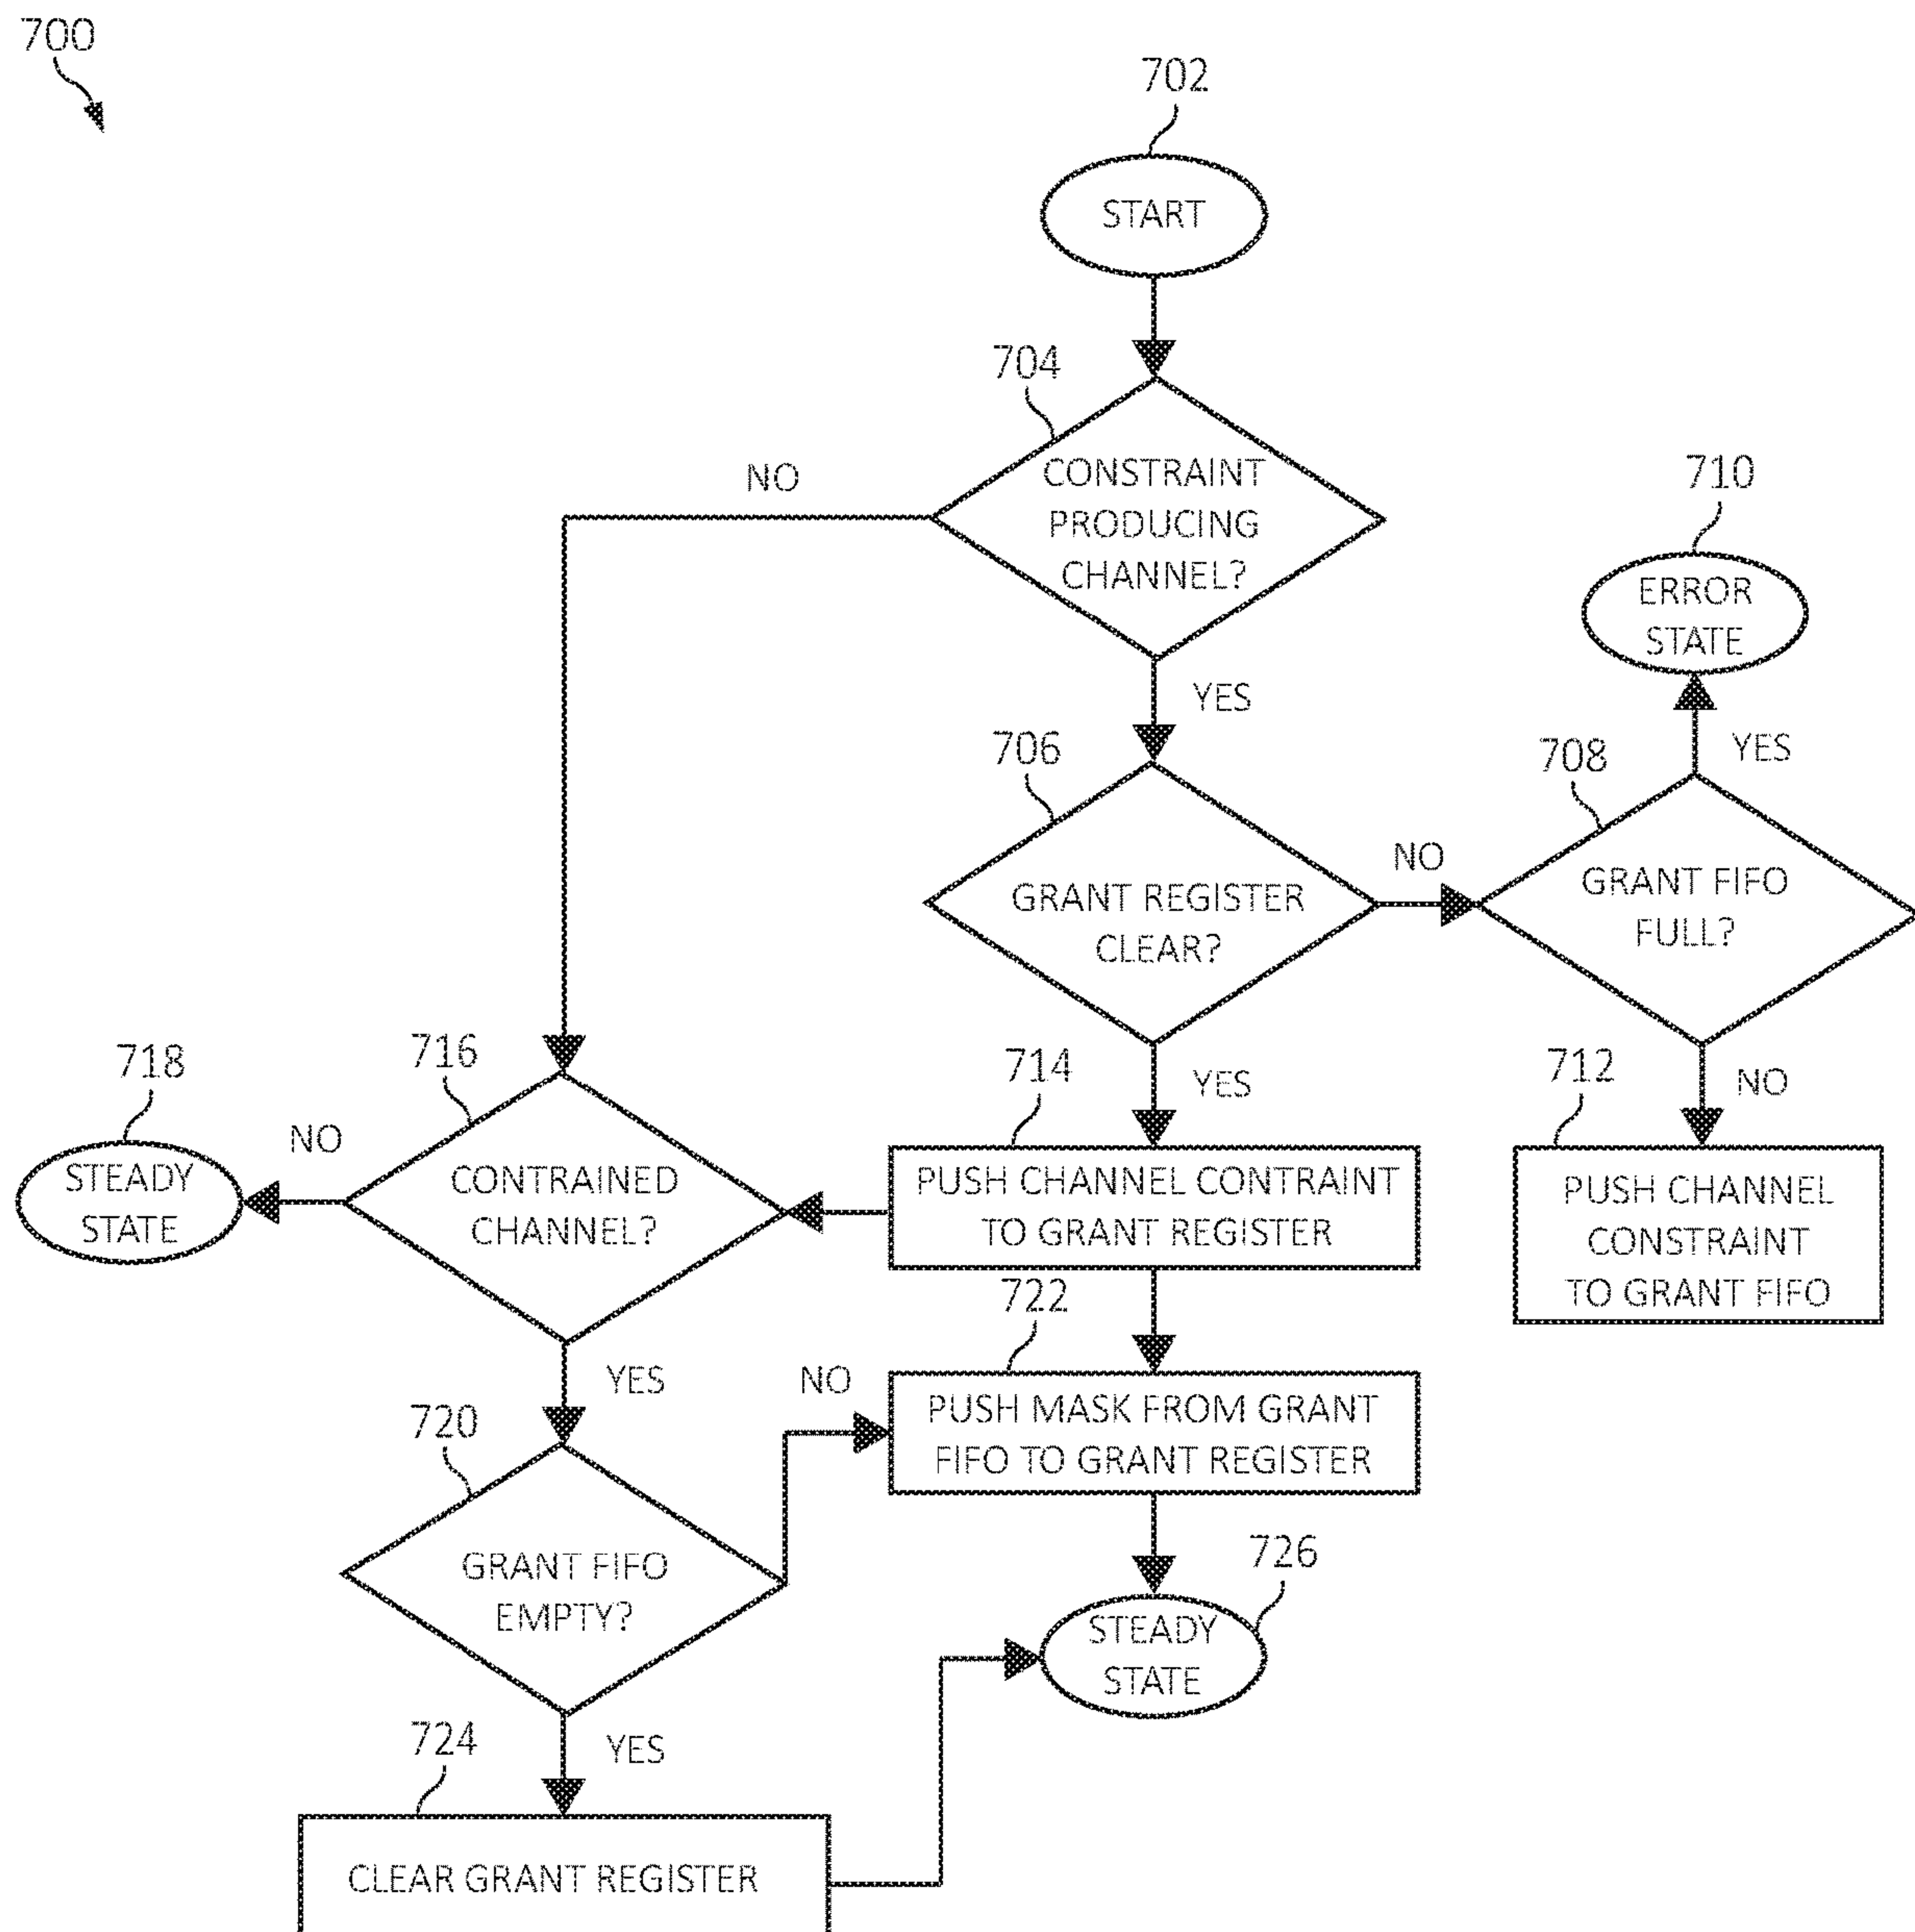 700
702
START
704
NO
CONSTRAINT
PRODUCING
CHANNEL?
710
ERROR
STATE
YES
706
708
YES
NO
GRANT REGISTER
CLEAR?
GRANT FIFO
FULL?
718
716
714
YES
712
NO
NO
STEADY
STATE
CONTRAINED
CHANNEL?
PUSH CHANNEL CONTRAINT
TO GRANT REGISTER
PUSH CHANNEL
CONSTRAINT
TO GRANT FIFO
722
YES
NO
720
PUSH MASK FROM GRANT
FIFO TO GRANT REGISTER
GRANT FIFO
EMPTY?
726
STEADY
STATE
724
YES
CLEAR GRANT REGISTER